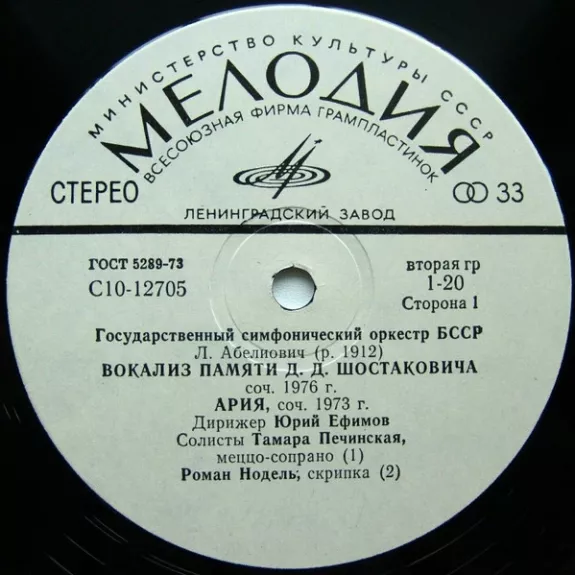 МИНИСТЕРСТВО КУЛЬТУРЫ СССР
МЕЛОДИЯ
ВСЕСОЮЗНАЯ ФИРМА ГРАМПЛАСТИНОК
СТЕРЕО
33
ЛЕНИНГРАДСКИЙ ЗАВОД
ГОСТ 5289-73
вторая гр
С10-12705
1-20
Сторона 1
Государственный симфонический оркестр БССР
Л. Абелиович (р. 1912)
ВОКАЛИЗ ПАМЯТИ Д. Д. ШОСТАКОВИЧА
соч. 1976 г.
АРИЯ, соч. 1973 г.
Дирижер Юрий Ефимов
Солисты Тамара Печинская,
меццо-сопрано (1)
Роман Нодель, скрипка (2)